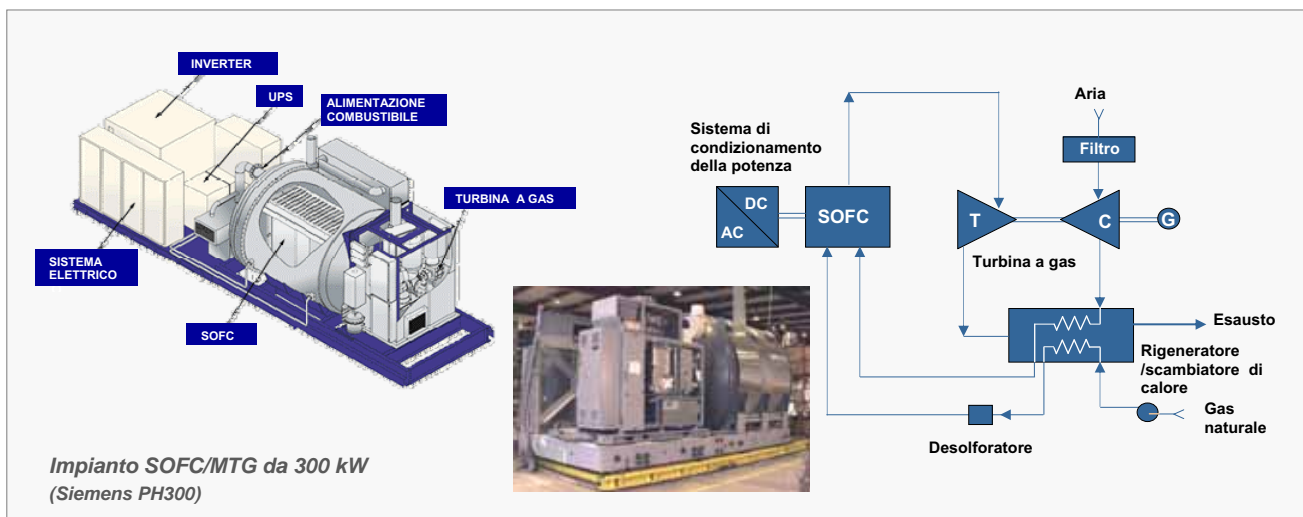 INVERTER
UPS
ALIMENTAZIONE
COMBUSTIBILE
TURBINA A GAS
SISTEMA
ELETTRICO
SOFC
Impianto SOFC/MTG da 300 kW
(Siemens PH300)
Sistema di
condizionamento
della potenza
DC
AC
SOFC
Aria
Filtro
T
C
G
Turbina a gas
Esausto
Rigeneratore
/scambiatore di
calore
Gas
naturale
Desolforatore